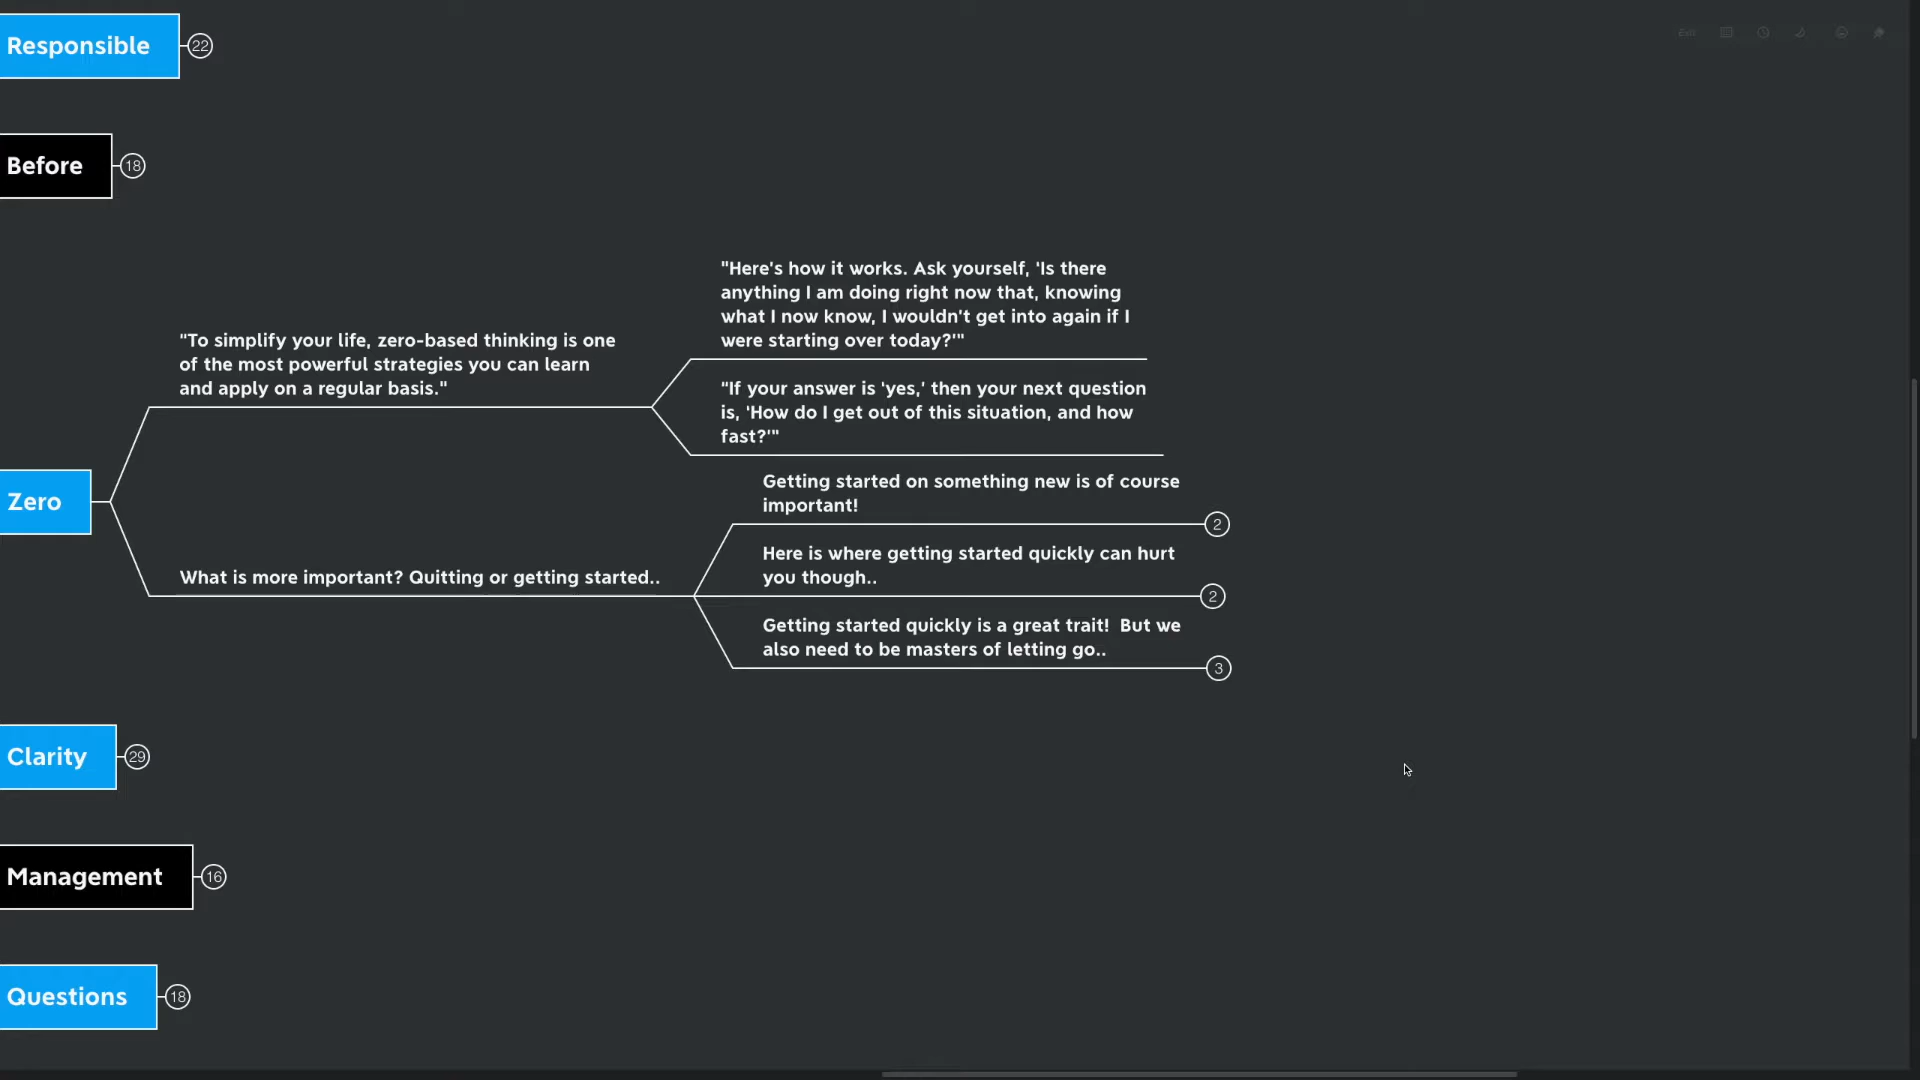 Exit
Responsible
22
Before
18
"Here's how it works. Ask yourself, 'Is there
anything I am doing right now that, knowing
what I now know, I wouldn't get into again if I
were starting over today?'"
"To simplify your life, zero-based thinking is one
of the most powerful strategies you can learn
and apply on a regular basis."
"If your answer is 'yes,' then your next question
is, 'How do I get out of this situation, and how
fast?'"
Zero
Getting started on something new is of course
important!
2
What is more important? Quitting or getting started..
Here is where getting started quickly can hurt
you though..
2
Getting started quickly is a great trait!  But we
also need to be masters of letting go..
3
Clarity
29
Management
16
Questions
18